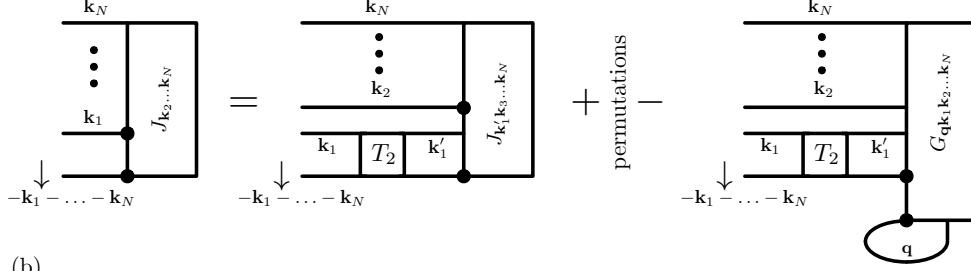 k_N k_N k_N
J_{k_2...k_N} = J_{k'_1 k_3...k_N} + permutations − G_{q k_1 k_2...k_N}
k_2 k_2
k_1 k_1 T_2 k'_1 k_1 T_2 k'_1
−k_1 − ... − k_N −k_1 − ... − k_N −k_1 − ... − k_N
q
(b)